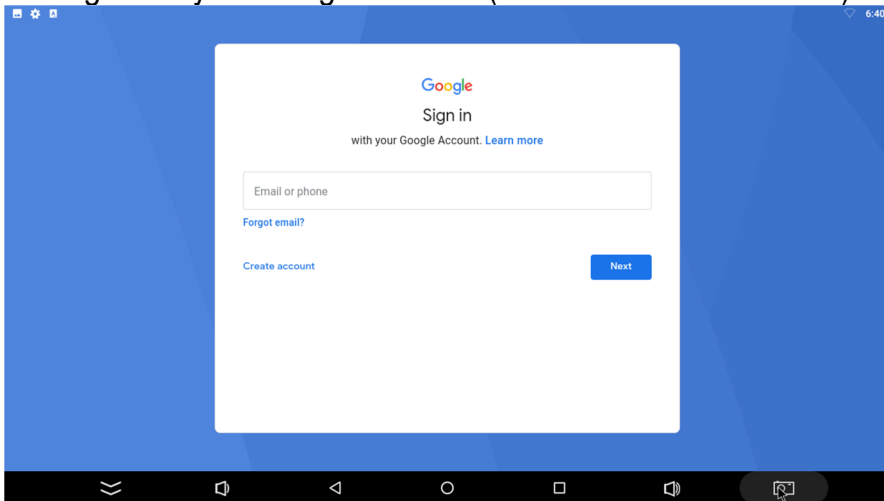 6:40
Google
Sign in
with your Google Account. Learn more
Email or phone
Forgot email?
Create account
Next